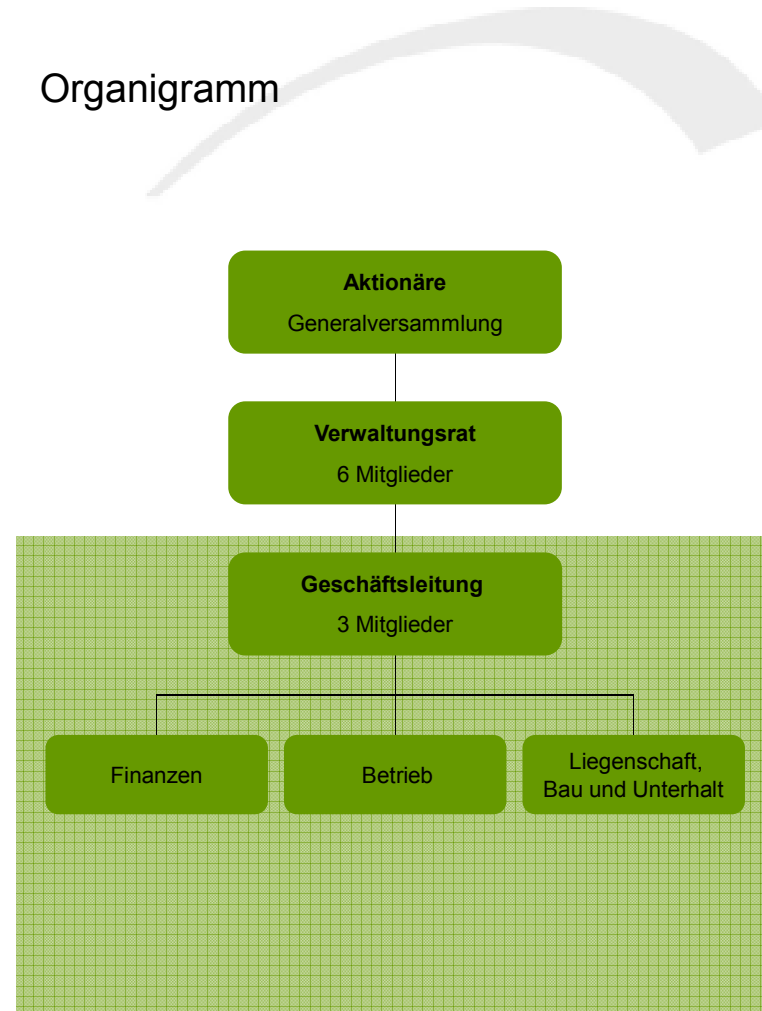 Organigramm
Aktionäre
Generalversammlung
Verwaltungsrat
6 Mitglieder
Geschäftsleitung
3 Mitglieder
Finanzen
Betrieb
Liegenschaft,
Bau und Unterhalt